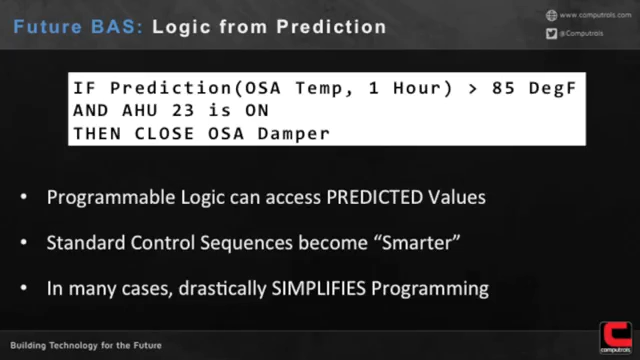 Future BAS: Logic from Prediction
www.computrols.com
@Computrols
IF Prediction(OSA Temp, 1 Hour) > 85 DegF
AND AHU 23 is ON
THEN CLOSE OSA Damper
• Programmable Logic can access PREDICTED Values
• Standard Control Sequences become “Smarter”
• In many cases, drastically SIMPLIFIES Programming
Building Technology for the Future
computrols